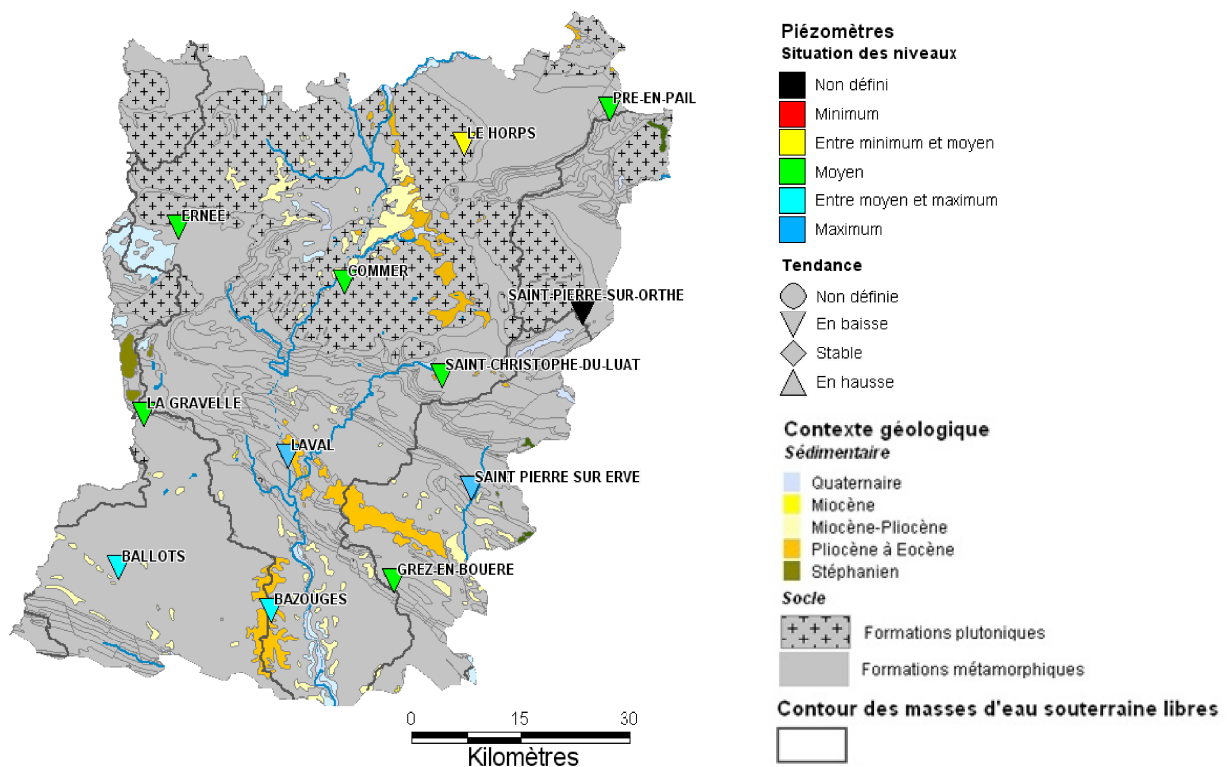 PRE-EN-PAIL
LE HORPS
ERNEE
COMMER
SAINT-PIERRE-SUR-ORTHE
SAINT-CHRISTOPHE-DU-LUAT
LA GRAVELLE
LAVAL
SAINT PIERRE SUR ERVE
BALLOTS
GREZ-EN-BOUERE
BAZOUGES
0 15 30
Kilomètres
Piézomètres
Situation des niveaux
Non défini
Minimum
Entre minimum et moyen
Moyen
Entre moyen et maximum
Maximum
Tendance
Non définie
En baisse
Stable
En hausse
Contexte géologique
Sédimentaire
Quaternaire
Miocène
Miocène-Pliocène
Pliocène à Eocène
Stéphanien
Socle
Formations plutoniques
Formations métamorphiques
Contour des masses d'eau souterraine libres